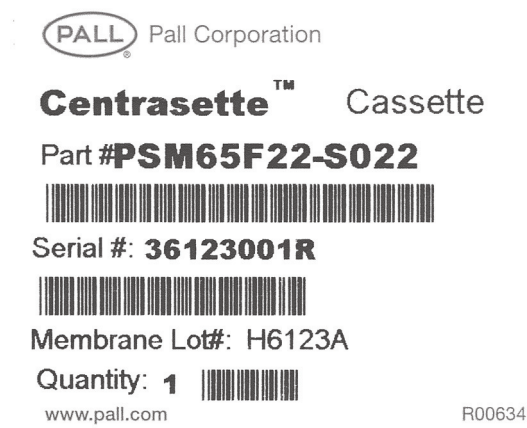 PALL® Pall Corporation
Centrasette™ Cassette
Part #PSM65F22-S022
Serial #: 36123001R
Membrane Lot#: H6123A
Quantity: 1
www.pall.com R00634